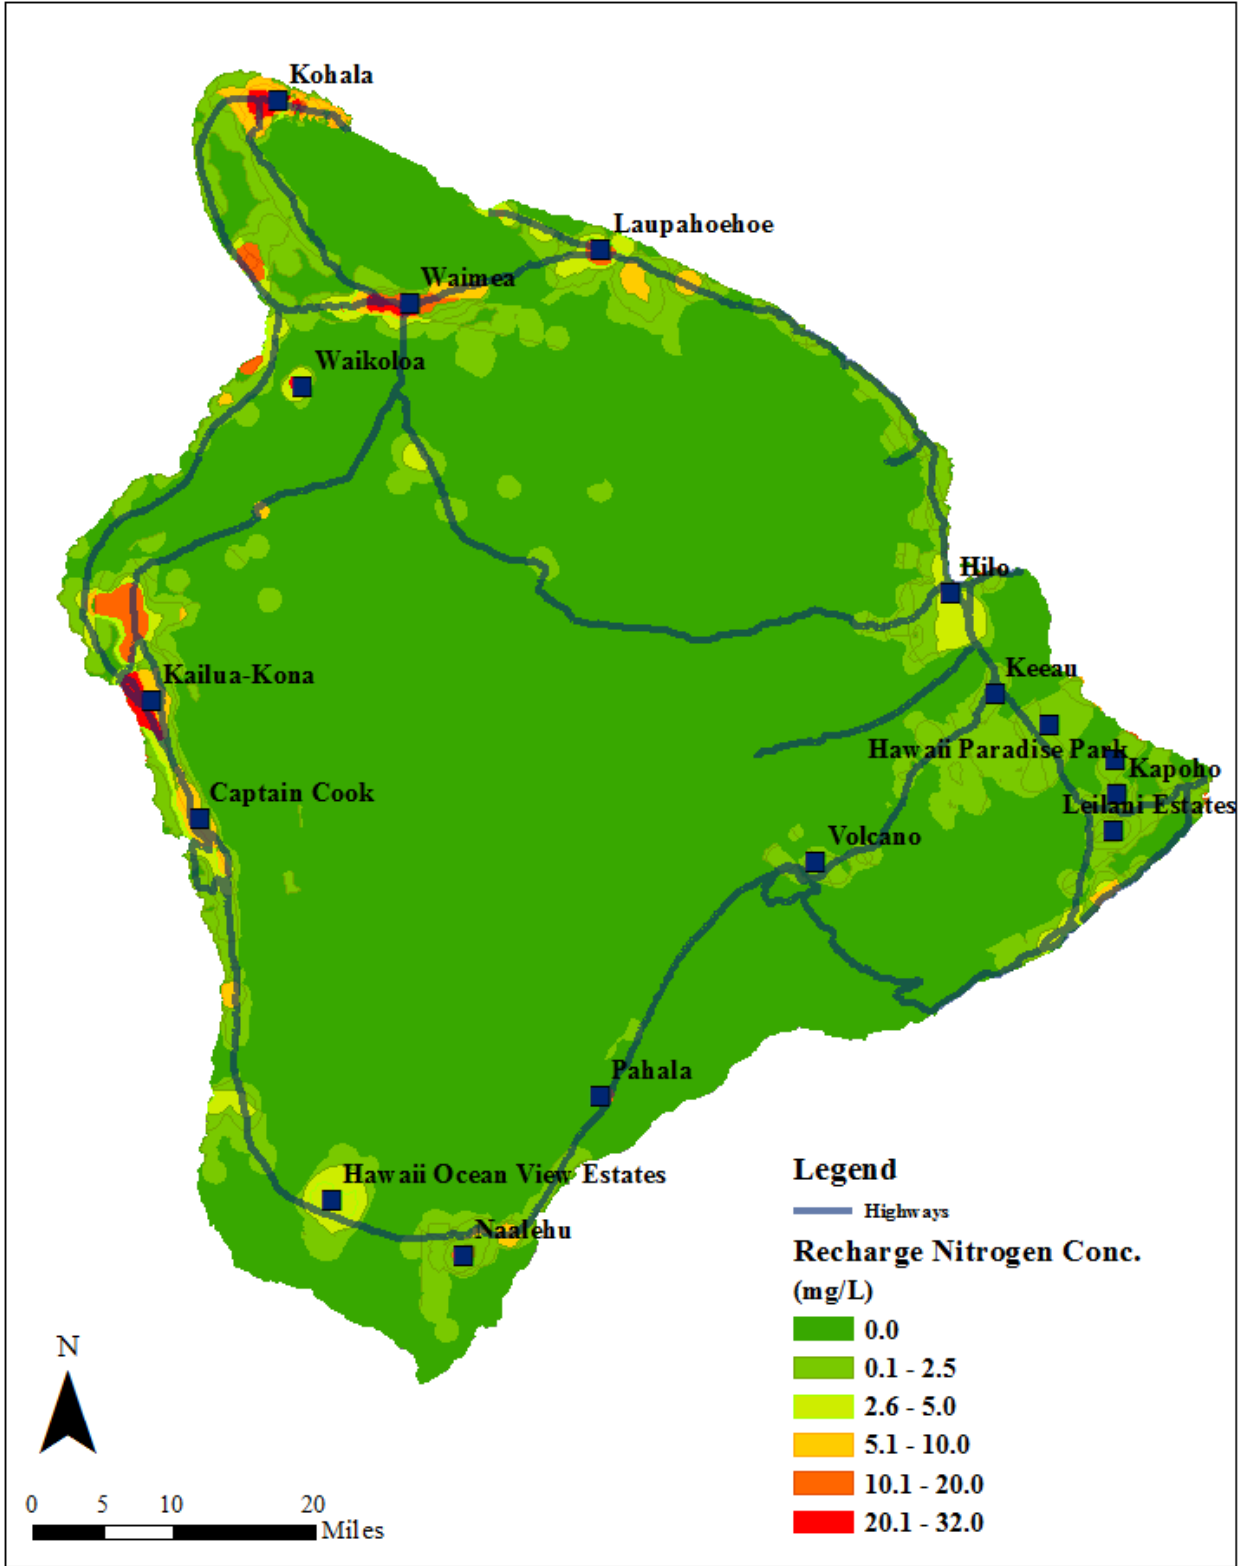 Kohala
Laupahoehoe
Waimea
Waikoloa
Hilo
Keeau
Kailua-Kona
Hawaii Paradise Park
Kapoho
Captain Cook
Leilani Estates
Volcano
Pahala
Hawaii Ocean View Estates
Naalehu
Legend
Highways
Recharge Nitrogen Conc.
(mg/L)
0.0
0.1 - 2.5
2.6 - 5.0
5.1 - 10.0
10.1 - 20.0
20.1 - 32.0
N
0 5 10 20
Miles